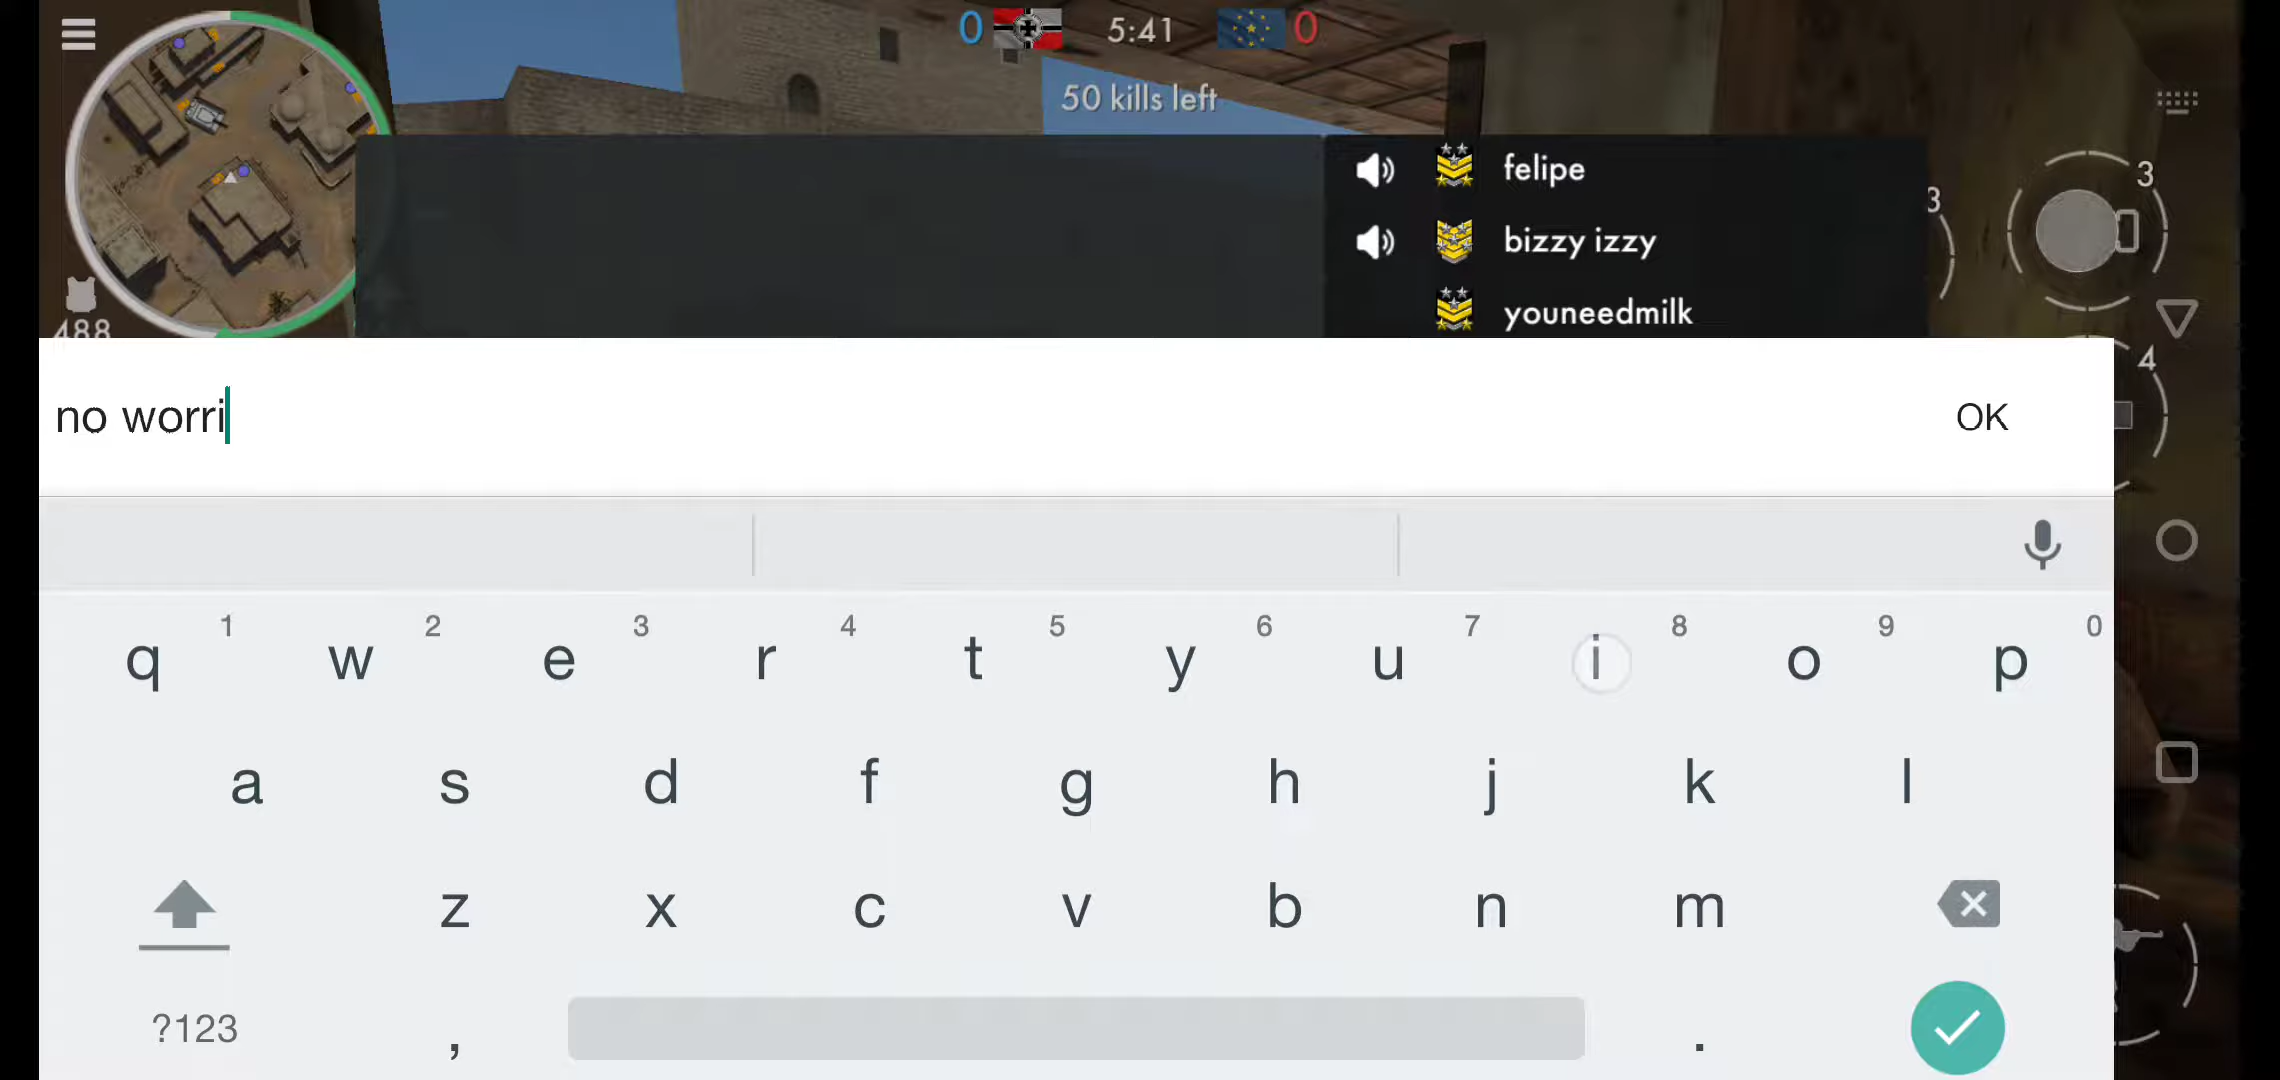 0 5:41 0
50 kills left
felipe
bizzy izzy
youneedmilk
488
3
3
4
no worri
OK
1 2 3 4 5 6 7 8 9 0
q w e r t y u i o p
a s d f g h j k l
z x c v b n m
?123 , .